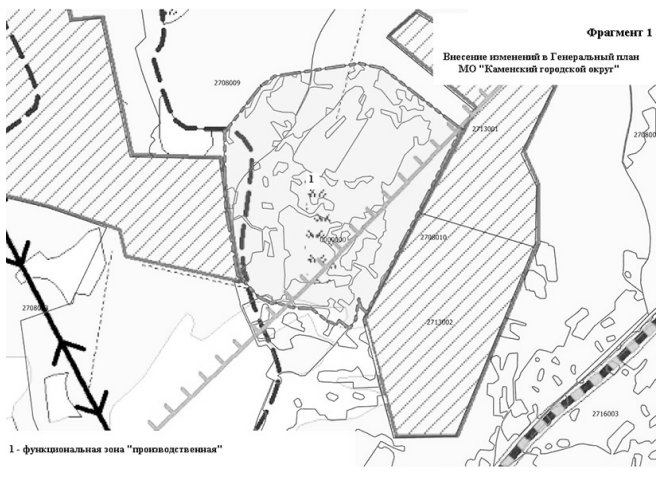 Фрагмент 1
Внесение изменений в Генеральный план
МО "Каменский городской округ"
2708009
2713001
27080
1
2708010
2713002
2716003
1 - функциональная зона "производственная"